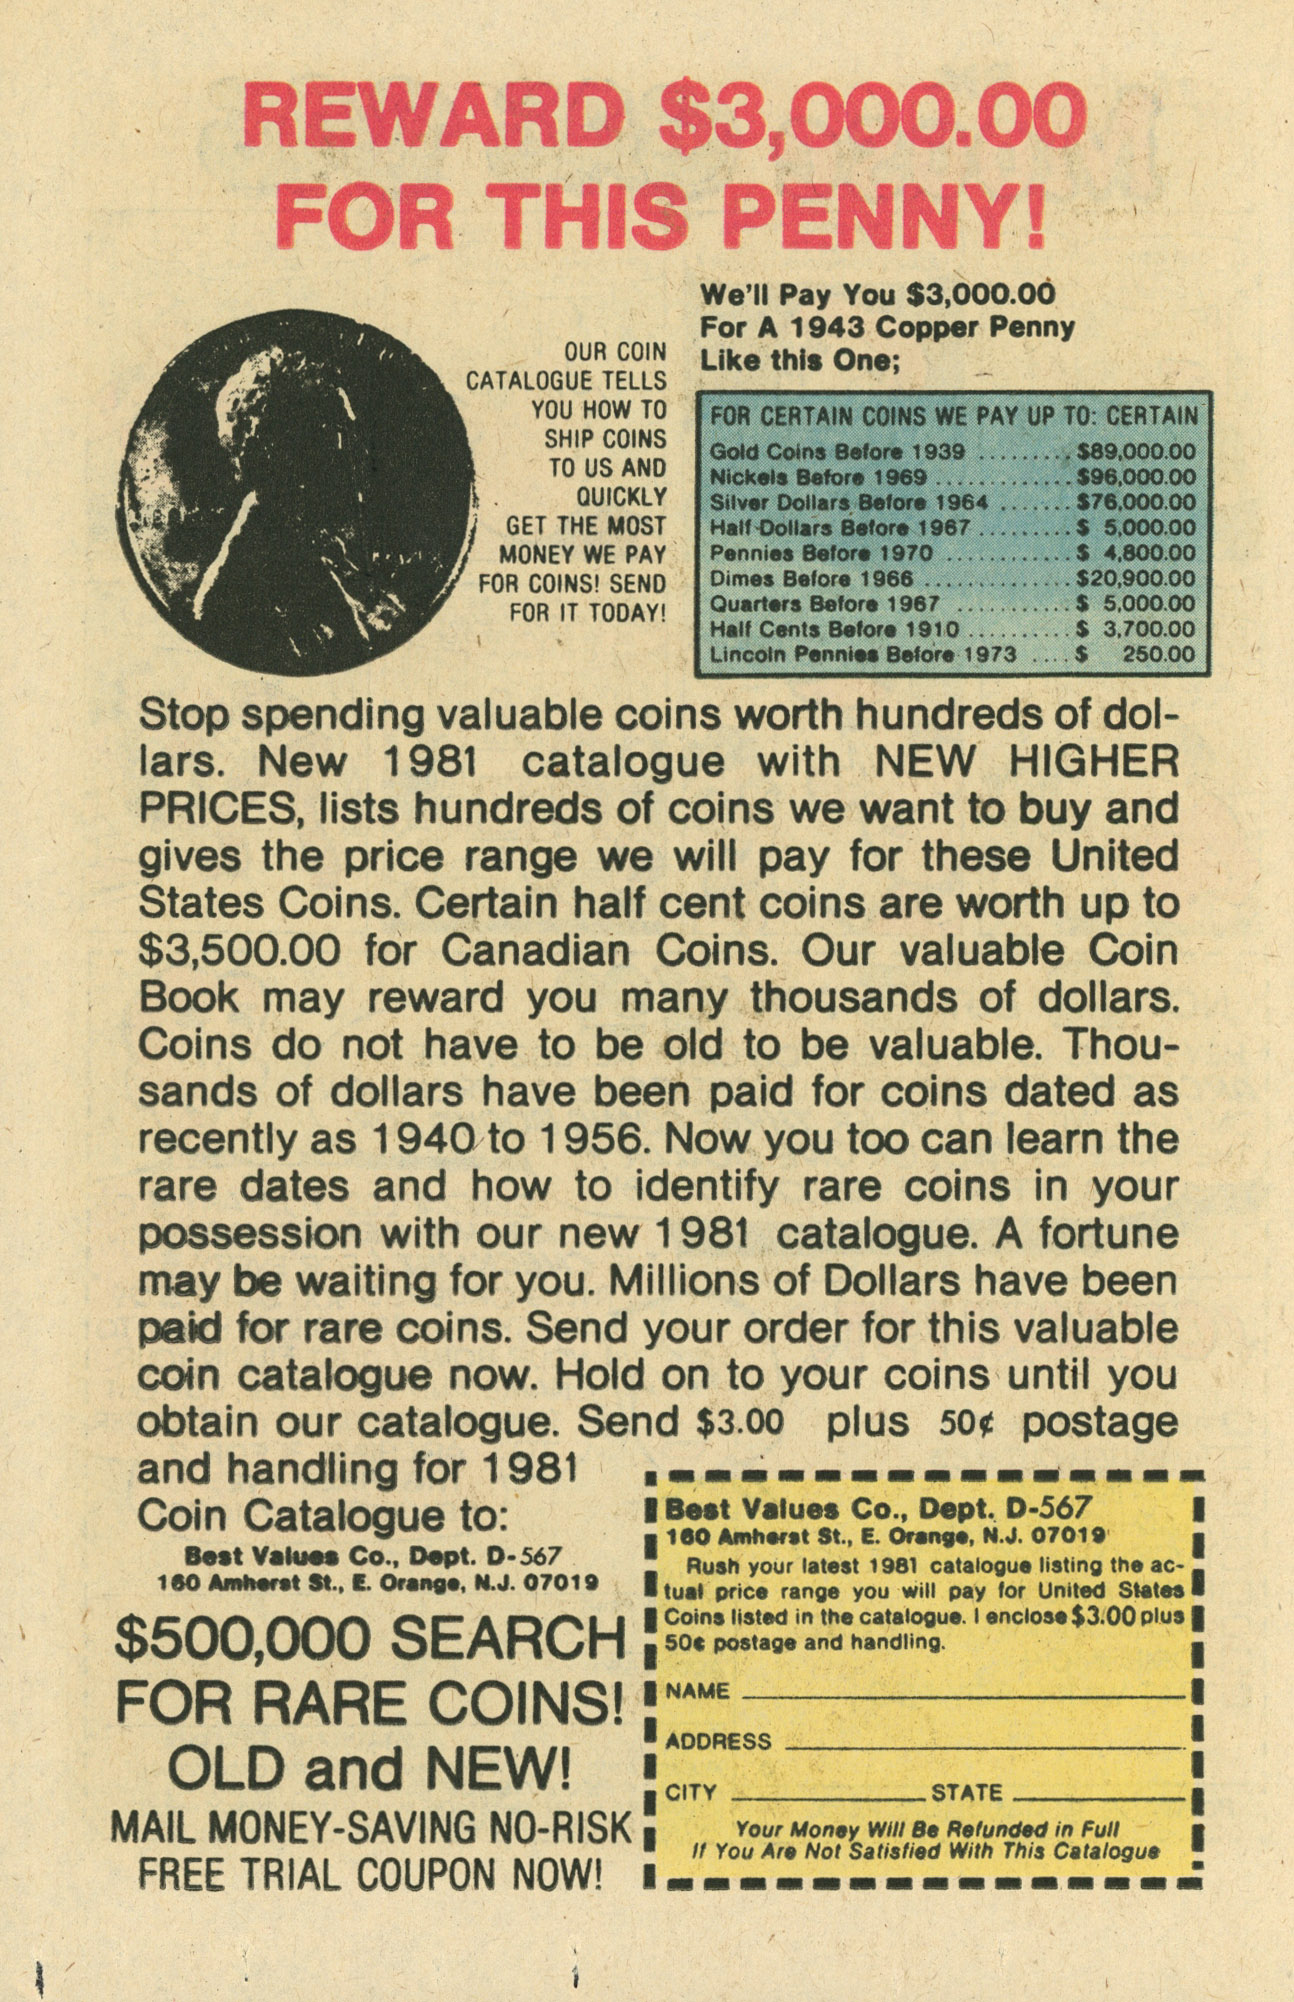 REWARD $3,000.00
FOR THIS PENNY!
OUR COIN
CATALOGUE TELLS
YOU HOW TO
SHIP COINS
TO US AND
QUICKLY
GET THE MOST
MONEY WE PAY
FOR COINS! SEND
FOR IT TODAY!
We'll Pay You $3,000.00
For A 1943 Copper Penny
Like this One;
FOR CERTAIN COINS WE PAY UP TO: CERTAIN
Gold Coins Before 1939 ......... $89,000.00
Nickels Before 1969 ............. $96,000.00
Silver Dollars Before 1964 ....... $76,000.00
Half-Dollars Before 1967 .......... $ 5,000.00
Pennies Before 1970 ............ $ 4,800.00
Dimes Before 1966 .............. $20,900.00
Quarters Before 1967 ........... $ 5,000.00
Half Cents Before 1910 .......... $ 3,700.00
Lincoln Pennies Before 1973 .... $ 250.00
Stop spending valuable coins worth hundreds of dol-
lars. New 1981 catalogue with NEW HIGHER
PRICES, lists hundreds of coins we want to buy and
gives the price range we will pay for these United
States Coins. Certain half cent coins are worth up to
$3,500.00 for Canadian Coins. Our valuable Coin
Book may reward you many thousands of dollars.
Coins do not have to be old to be valuable. Thou-
sands of dollars have been paid for coins dated as
recently as 1940 to 1956. Now you too can learn the
rare dates and how to identify rare coins in your
possession with our new 1981 catalogue. A fortune
may be waiting for you. Millions of Dollars have been
paid for rare coins. Send your order for this valuable
coin catalogue now. Hold on to your coins until you
obtain our catalogue. Send $3.00 plus 50¢ postage
and handling for 1981
Coin Catalogue to:
Best Values Co., Dept. D-567
160 Amherst St., E. Orange, N.J. 07019
$500,000 SEARCH
FOR RARE COINS!
OLD and NEW!
MAIL MONEY-SAVING NO-RISK
FREE TRIAL COUPON NOW!
Best Values Co., Dept. D-567
160 Amherst St., E. Orange, N.J. 07019
Rush your latest 1981 catalogue listing the ac-
tual price range you will pay for United States
Coins listed in the catalogue. I enclose $3.00 plus
50¢ postage and handling.
NAME
ADDRESS
CITY STATE
Your Money Will Be Refunded in Full
If You Are Not Satisfied With This Catalogue